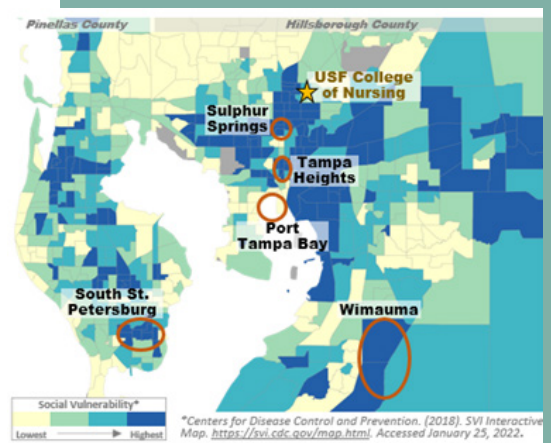 Pinellas County
Hillsborough County
USF College
of Nursing
Sulphur
Springs
Tampa
Heights
Port
Tampa Bay
South St.
Petersburg
Wimauma
Social Vulnerability*
Lowest
Highest
*Centers for Disease Control and Prevention. (2018). SVI Interactive
Map. https://svi.cdc.gov/map.html. Accessed January 25, 2022.